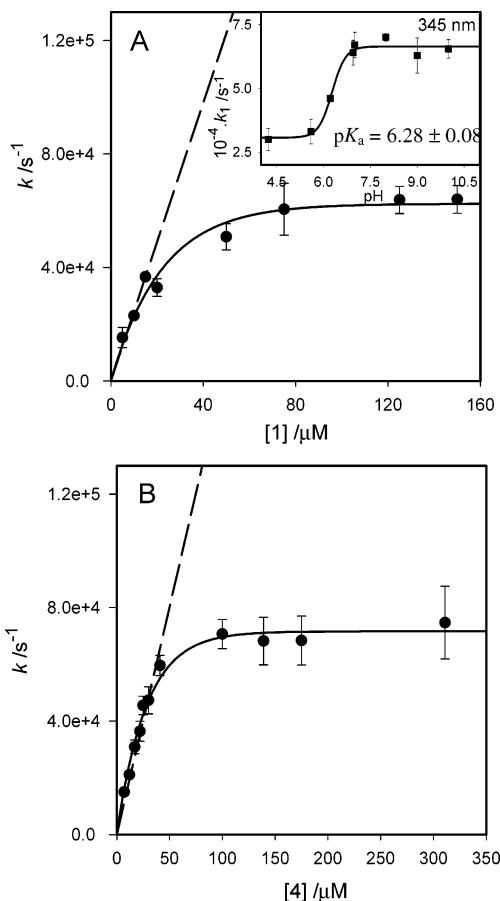 A
1.2e+5
8.0e+4
4.0e+4
0.0
k /s⁻¹
0 40 80 120 160
[1] /µM
345 nm
7.5
5.0
2.5
10⁻⁴.k₁ /s⁻¹
pKₐ = 6.28 ± 0.08
4.5 6.0 7.5 9.0 10.5
pH
B
1.2e+5
8.0e+4
4.0e+4
0.0
k /s⁻¹
0 50 100 150 200 250 300 350
[4] /µM